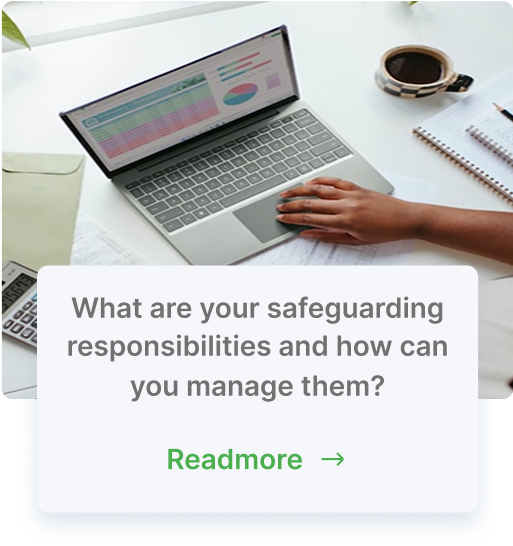 What are your safeguarding
responsibilities and how can
you manage them?
Readmore →